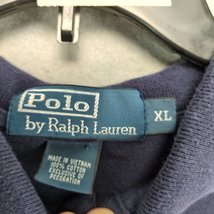 Polo
by Ralph Lauren
XL
MADE IN VIETNAM
100% COTTON
EXCLUSIVE OF
DECORATION